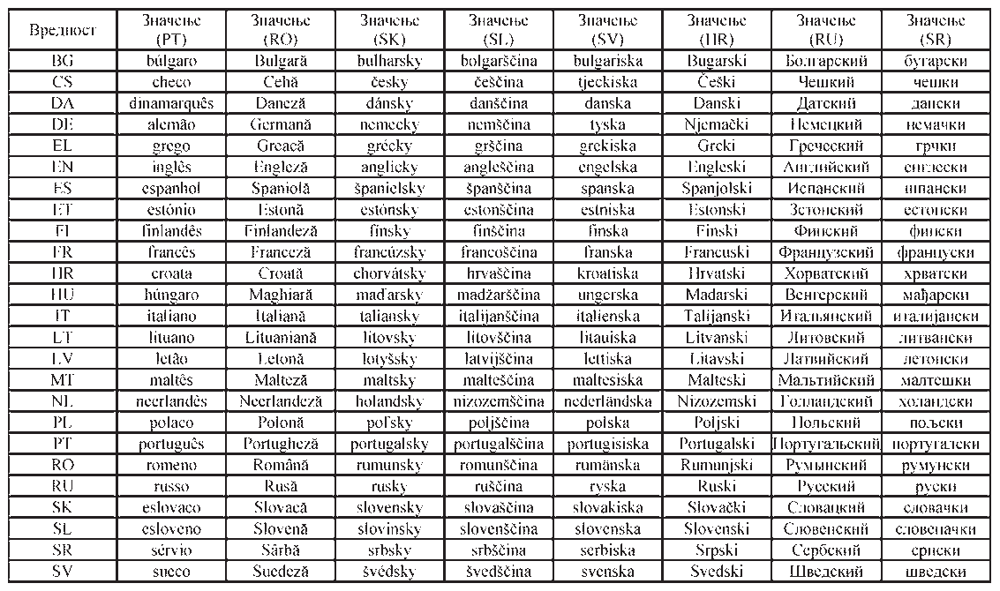 Вредност Значење (PT) Значење (RO) Значење (SK) Значење (SL) Значење (SV) Значење (HR) Значење (RU) Значење (SR)
BG búlgaro Bulgară bulharsky bolgarščina bulgariska Bugarski Болгарский бугарски
CS checo Cehă česky češčina tjeckiska Češki Чешкий чешки
DA dinamarquês Daneză dánsky danščina danska Danski Датский дански
DE alemão Germană nemecky nemščina tyska Njemački Немецкий немачки
EL grego Greacă grécky grščina grekiska Grcki Греческий грчки
EN inglês Engleză anglicky angleščina engelska Engleski Английский енглески
ES espanhol Spaniolă španielsky španščina spanska Spanjolski Испанский шпански
ET estónio Estonă estónsky estonščina estniska Estonski Зстонский естонски
FI finlandês Finlandeză fínsky finščina finska Finski Финский фински
FR francês Franceză francúzsky francoščina franska Francuski Французский француски
HR croata Croată chorvátsky hrvaščina kroatiska Hrvatski Хорватский хрватски
HU húngaro Maghiară maďarsky madžarščina ungerska Madarski Венгерский мађарски
IT italiano Italiană taliansky italijanščina italienska Talijanski Итальянский италијански
LT lituano Lituaniană litovsky litovščina litauiska Litvanski Литовский литвански
LV letão Letonă lotyšsky latvijščina lettiska Litavski Латвийский летонски
MT maltês Malteză maltsky malteščina maltesiska Malteski Мальтийский малтешки
NL neerlandês Neerlandeză holandsky nizozemščina nederländska Nizozemski Голландский холандски
PL polaco Polonă poľsky poljščina polska Poljski Польский пољски
PT português Portugheză portugalsky portugalščina portugisiska Portugalski Португальский португалски
RO romeno Română rumunsky romunščina rumänska Rumunjski Румынский румунски
RU russo Rusă rusky ruščina ryska Ruski Русский руски
SK eslovaco Slovacă slovensky slovaščina slovakiska Slovački Словацкий словачки
SL esloveno Slovenă slovinsky slovenščina slovenska Slovenski Словенский словеначки
SR sérvio Sârbă srbsky srbščina serbiska Srpski Сербский српски
SV sueco Suedeză švédsky švedščina svenska Svedski Шведский шведски